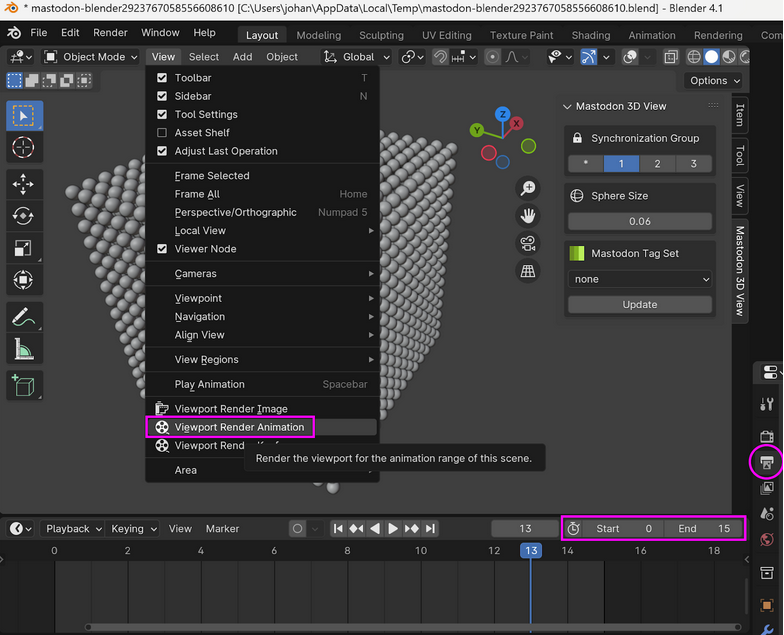 * mastodon-blender2923767058556608610 [C:\Users\johan\AppData\Local\Temp\mastodon-blender2923767058556608610.blend] - Blender 4.1
File Edit Render Window Help Layout Modeling Sculpting UV Editing Texture Paint Shading Animation Rendering Com
Object Mode View Select Add Object Global
Options
Toolbar T
Sidebar N
Tool Settings
Asset Shelf
Adjust Last Operation
Frame Selected
Frame All Home
Perspective/Orthographic Numpad 5
Local View
Viewer Node
Cameras
Viewpoint
Navigation
Align View
View Regions
Play Animation Spacebar
Viewport Render Image
Viewport Render Animation
Viewport Rend
Render the viewport for the animation range of this scene.
Area
Z
X
Y
Mastodon 3D View
Synchronization Group
* 1 2 3
Sphere Size
0.06
Mastodon Tag Set
none
Update
Item
Tool
View
Mastodon 3D View
Playback Keying View Marker 13 Start 0 End 15
0 2 4 6 8 10 12 13 14 16 18